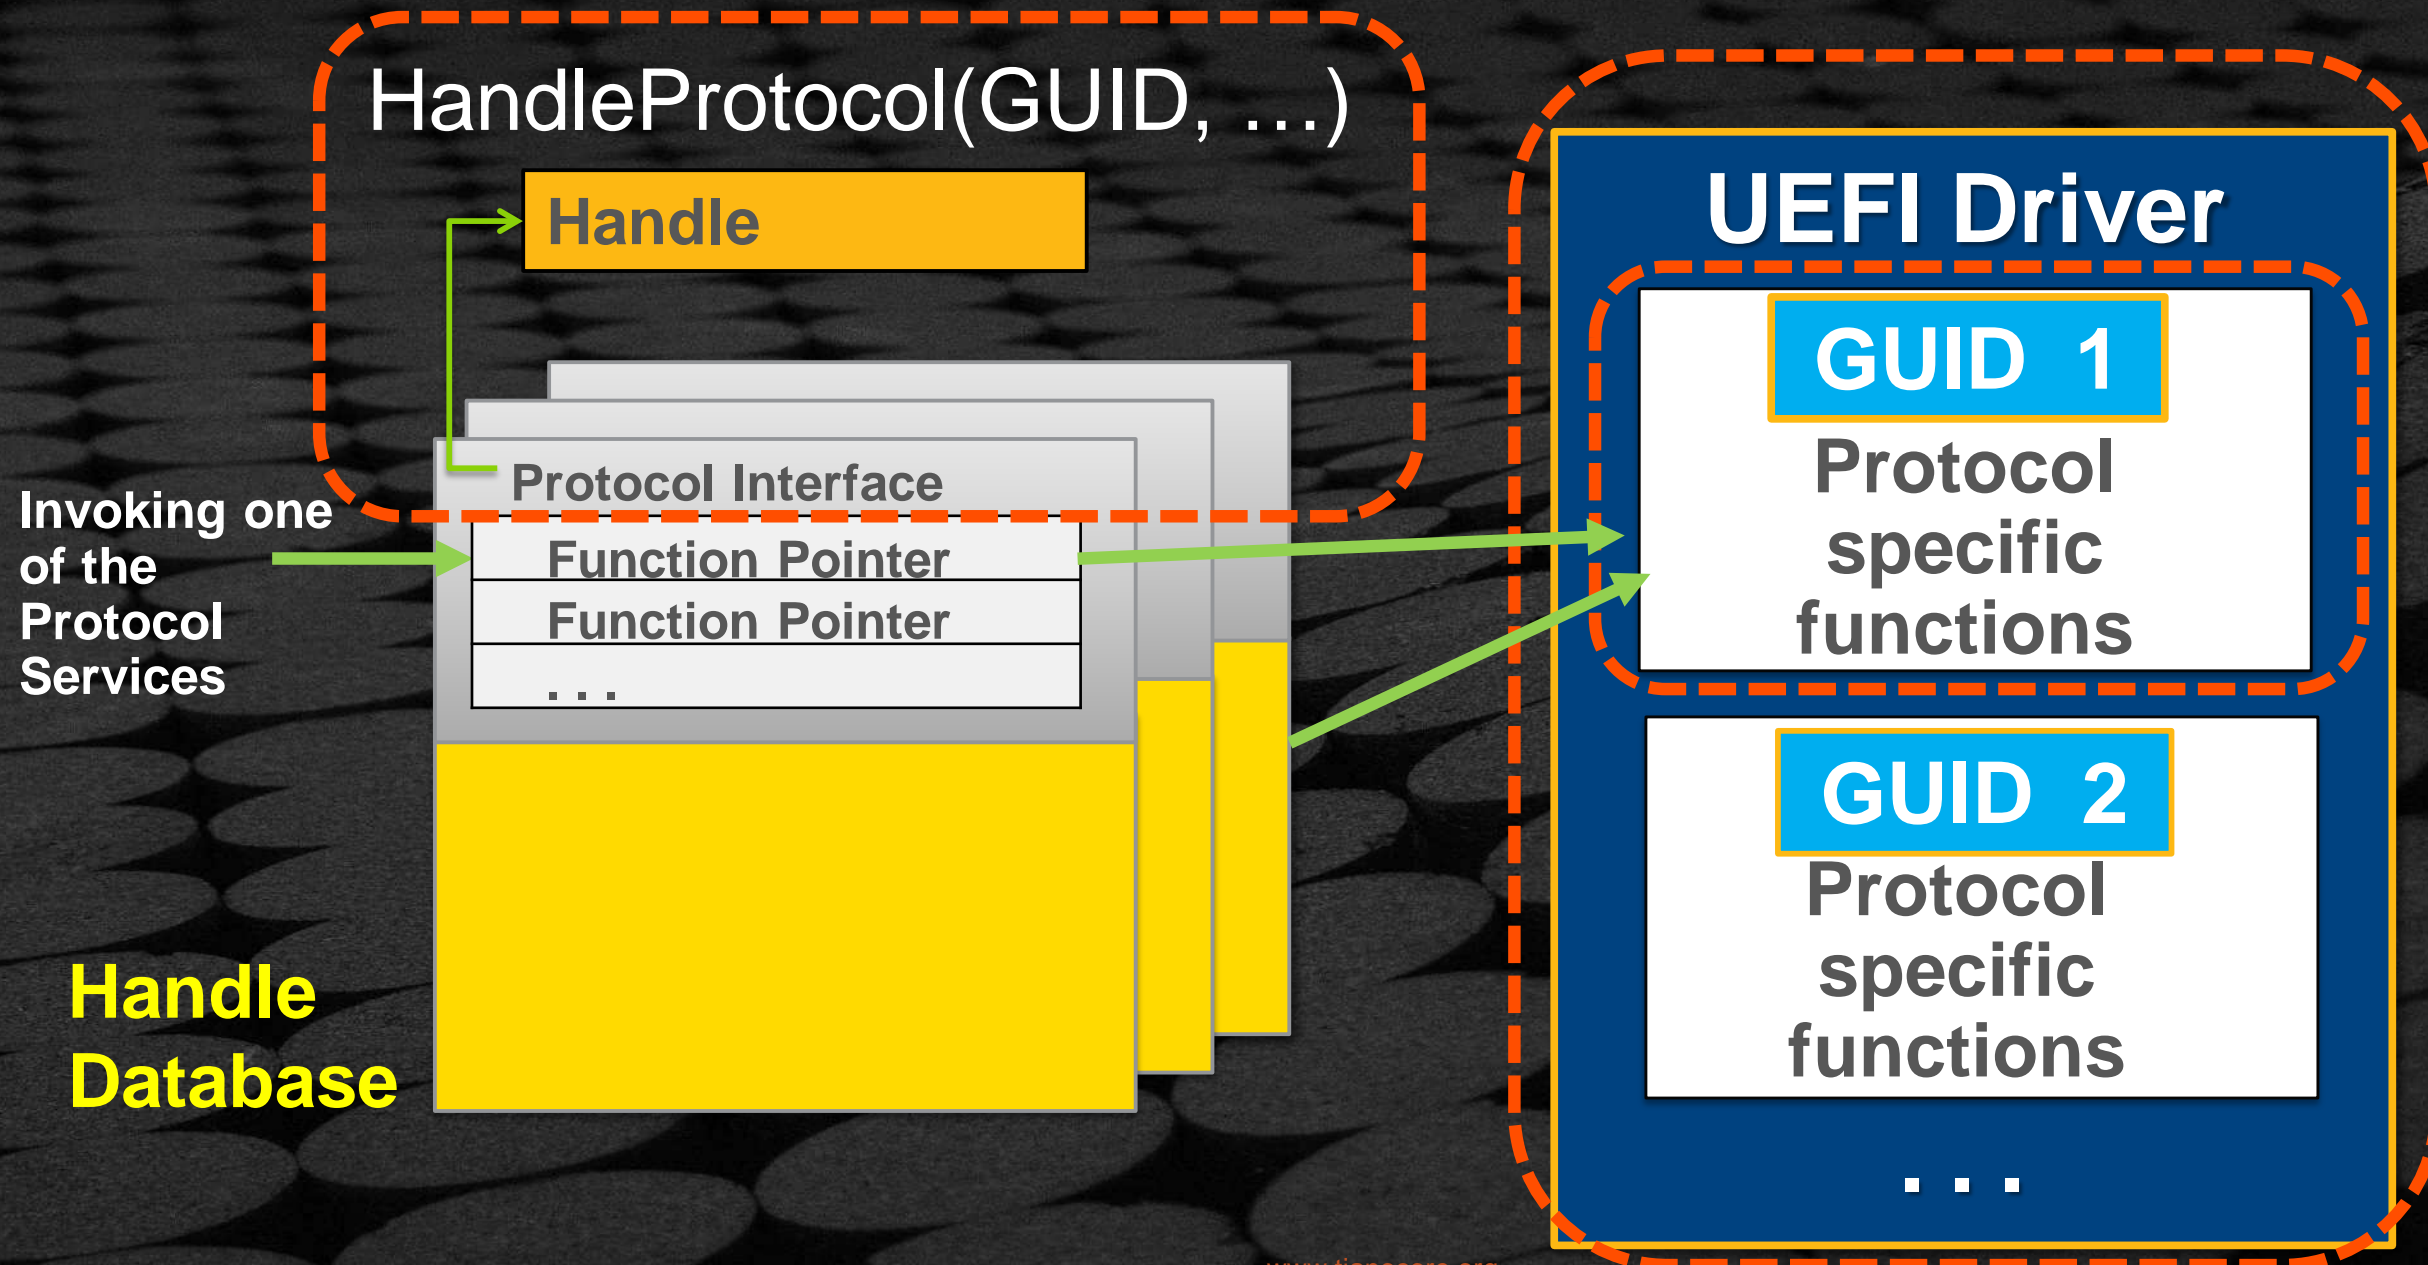 HandleProtocol(GUID, …)
Handle
Protocol Interface
Function Pointer
Function Pointer
. . .
Invoking one
of the
Protocol
Services
Handle
Database
UEFI Driver
GUID 1
Protocol
specific
functions
GUID 2
Protocol
specific
functions
. . .